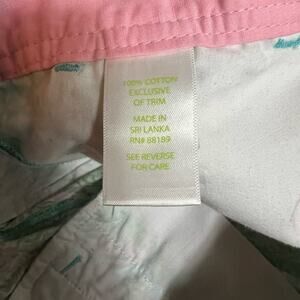 100% COTTON
EXCLUSIVE
OF TRIM
MADE IN
SRI LANKA
RN# 88189
SEE REVERSE
FOR CARE